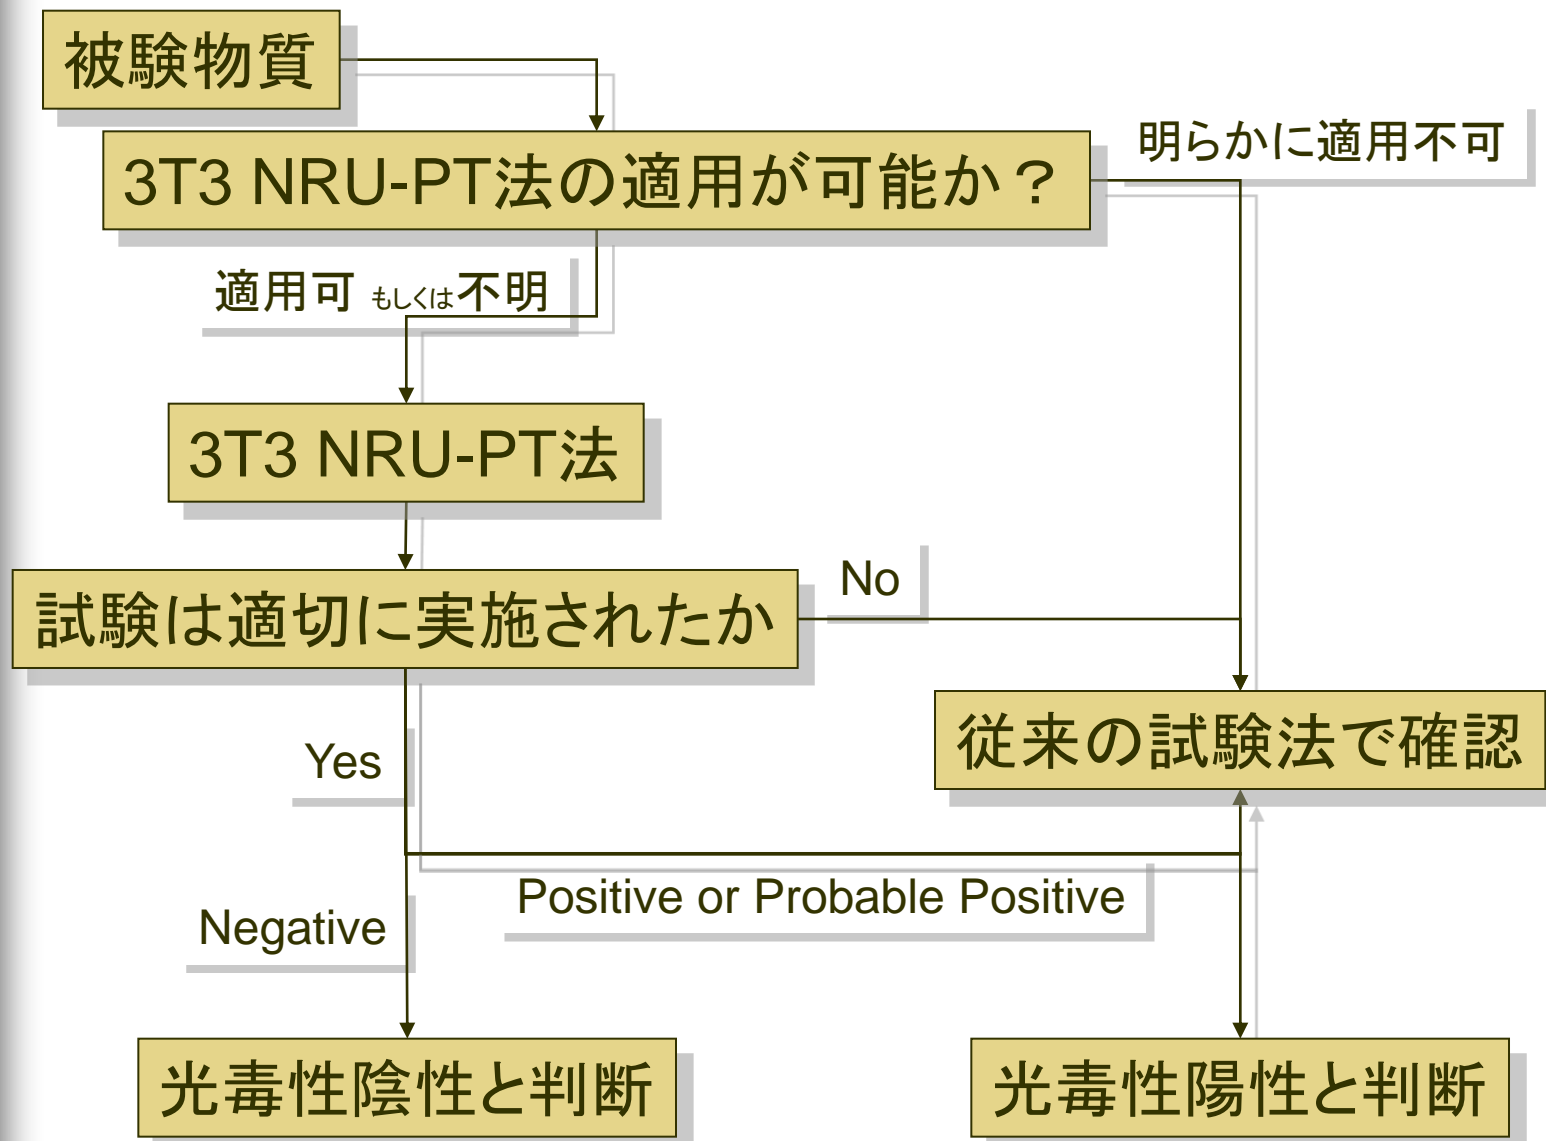 被験物質
3T3 NRU-PT法の適用が可能か？
明らかに適用不可
適用可 もしくは不明
3T3 NRU-PT法
試験は適切に実施されたか
No
従来の試験法で確認
Yes
Positive or Probable Positive
Negative
光毒性陰性と判断
光毒性陽性と判断